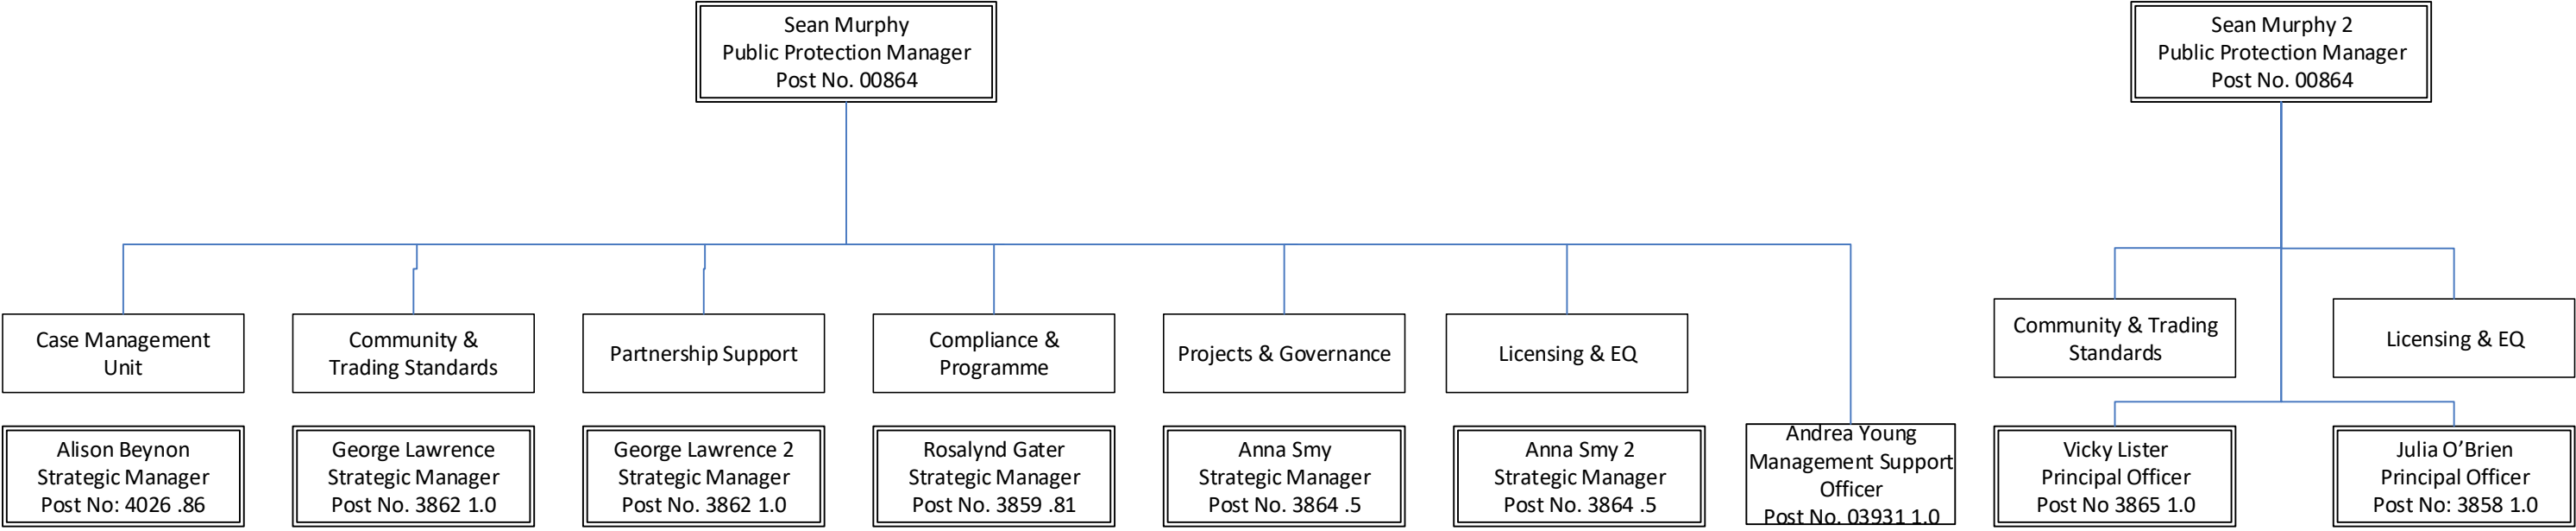 Sean Murphy
Public Protection Manager
Post No. 00864
Sean Murphy 2
Public Protection Manager
Post No. 00864
Case Management
Unit
Community &
Trading Standards
Partnership Support
Compliance &
Programme
Projects & Governance
Licensing & EQ
Community & Trading
Standards
Licensing & EQ
Alison Beynon
Strategic Manager
Post No: 4026 .86
George Lawrence
Strategic Manager
Post No. 3862 1.0
George Lawrence 2
Strategic Manager
Post No. 3862 1.0
Rosalynd Gater
Strategic Manager
Post No. 3859 .81
Anna Smy
Strategic Manager
Post No. 3864 .5
Anna Smy 2
Strategic Manager
Post No. 3864 .5
Andrea Young
Management Support
Officer
Post No. 03931 1.0
Vicky Lister
Principal Officer
Post No 3865 1.0
Julia O’Brien
Principal Officer
Post No: 3858 1.0